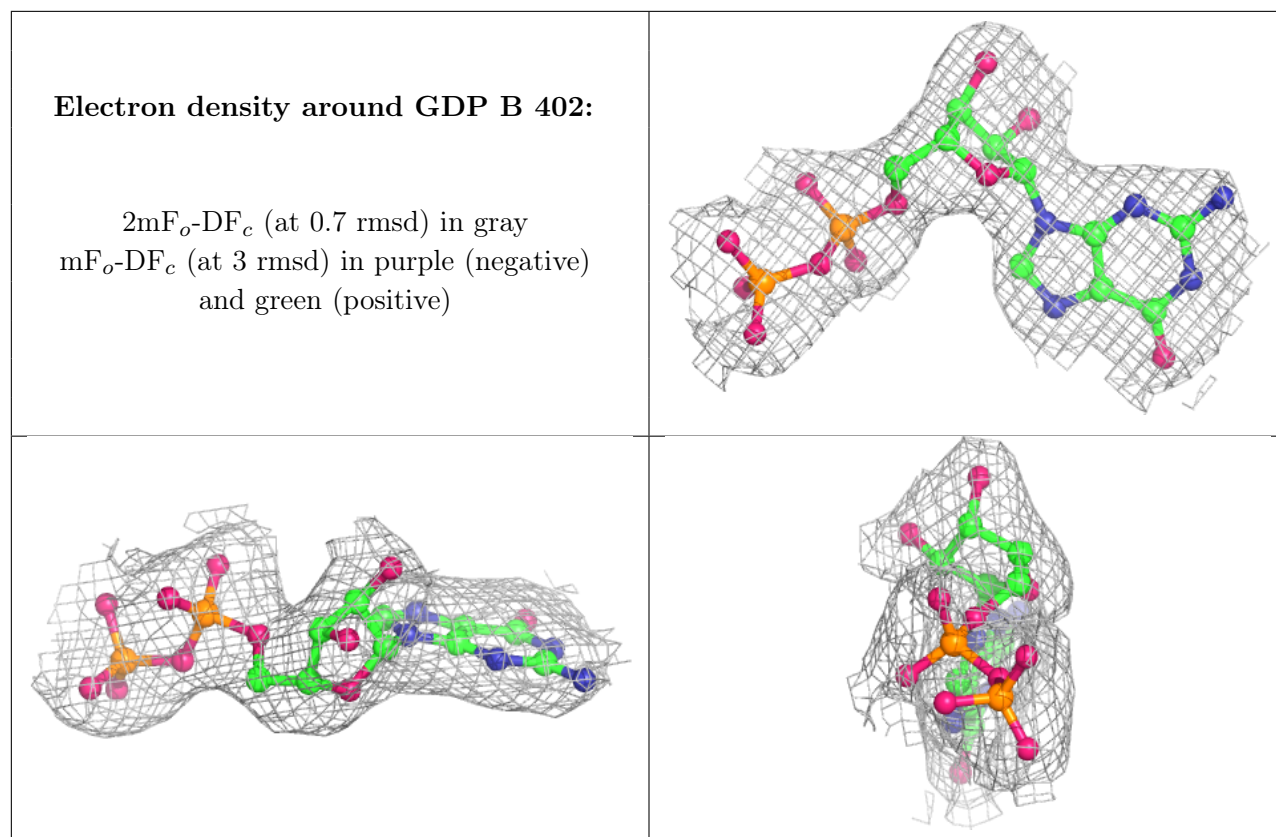 Electron density around GDP B 402:
2mFo-DFc (at 0.7 rmsd) in gray
mFo-DFc (at 3 rmsd) in purple (negative)
and green (positive)